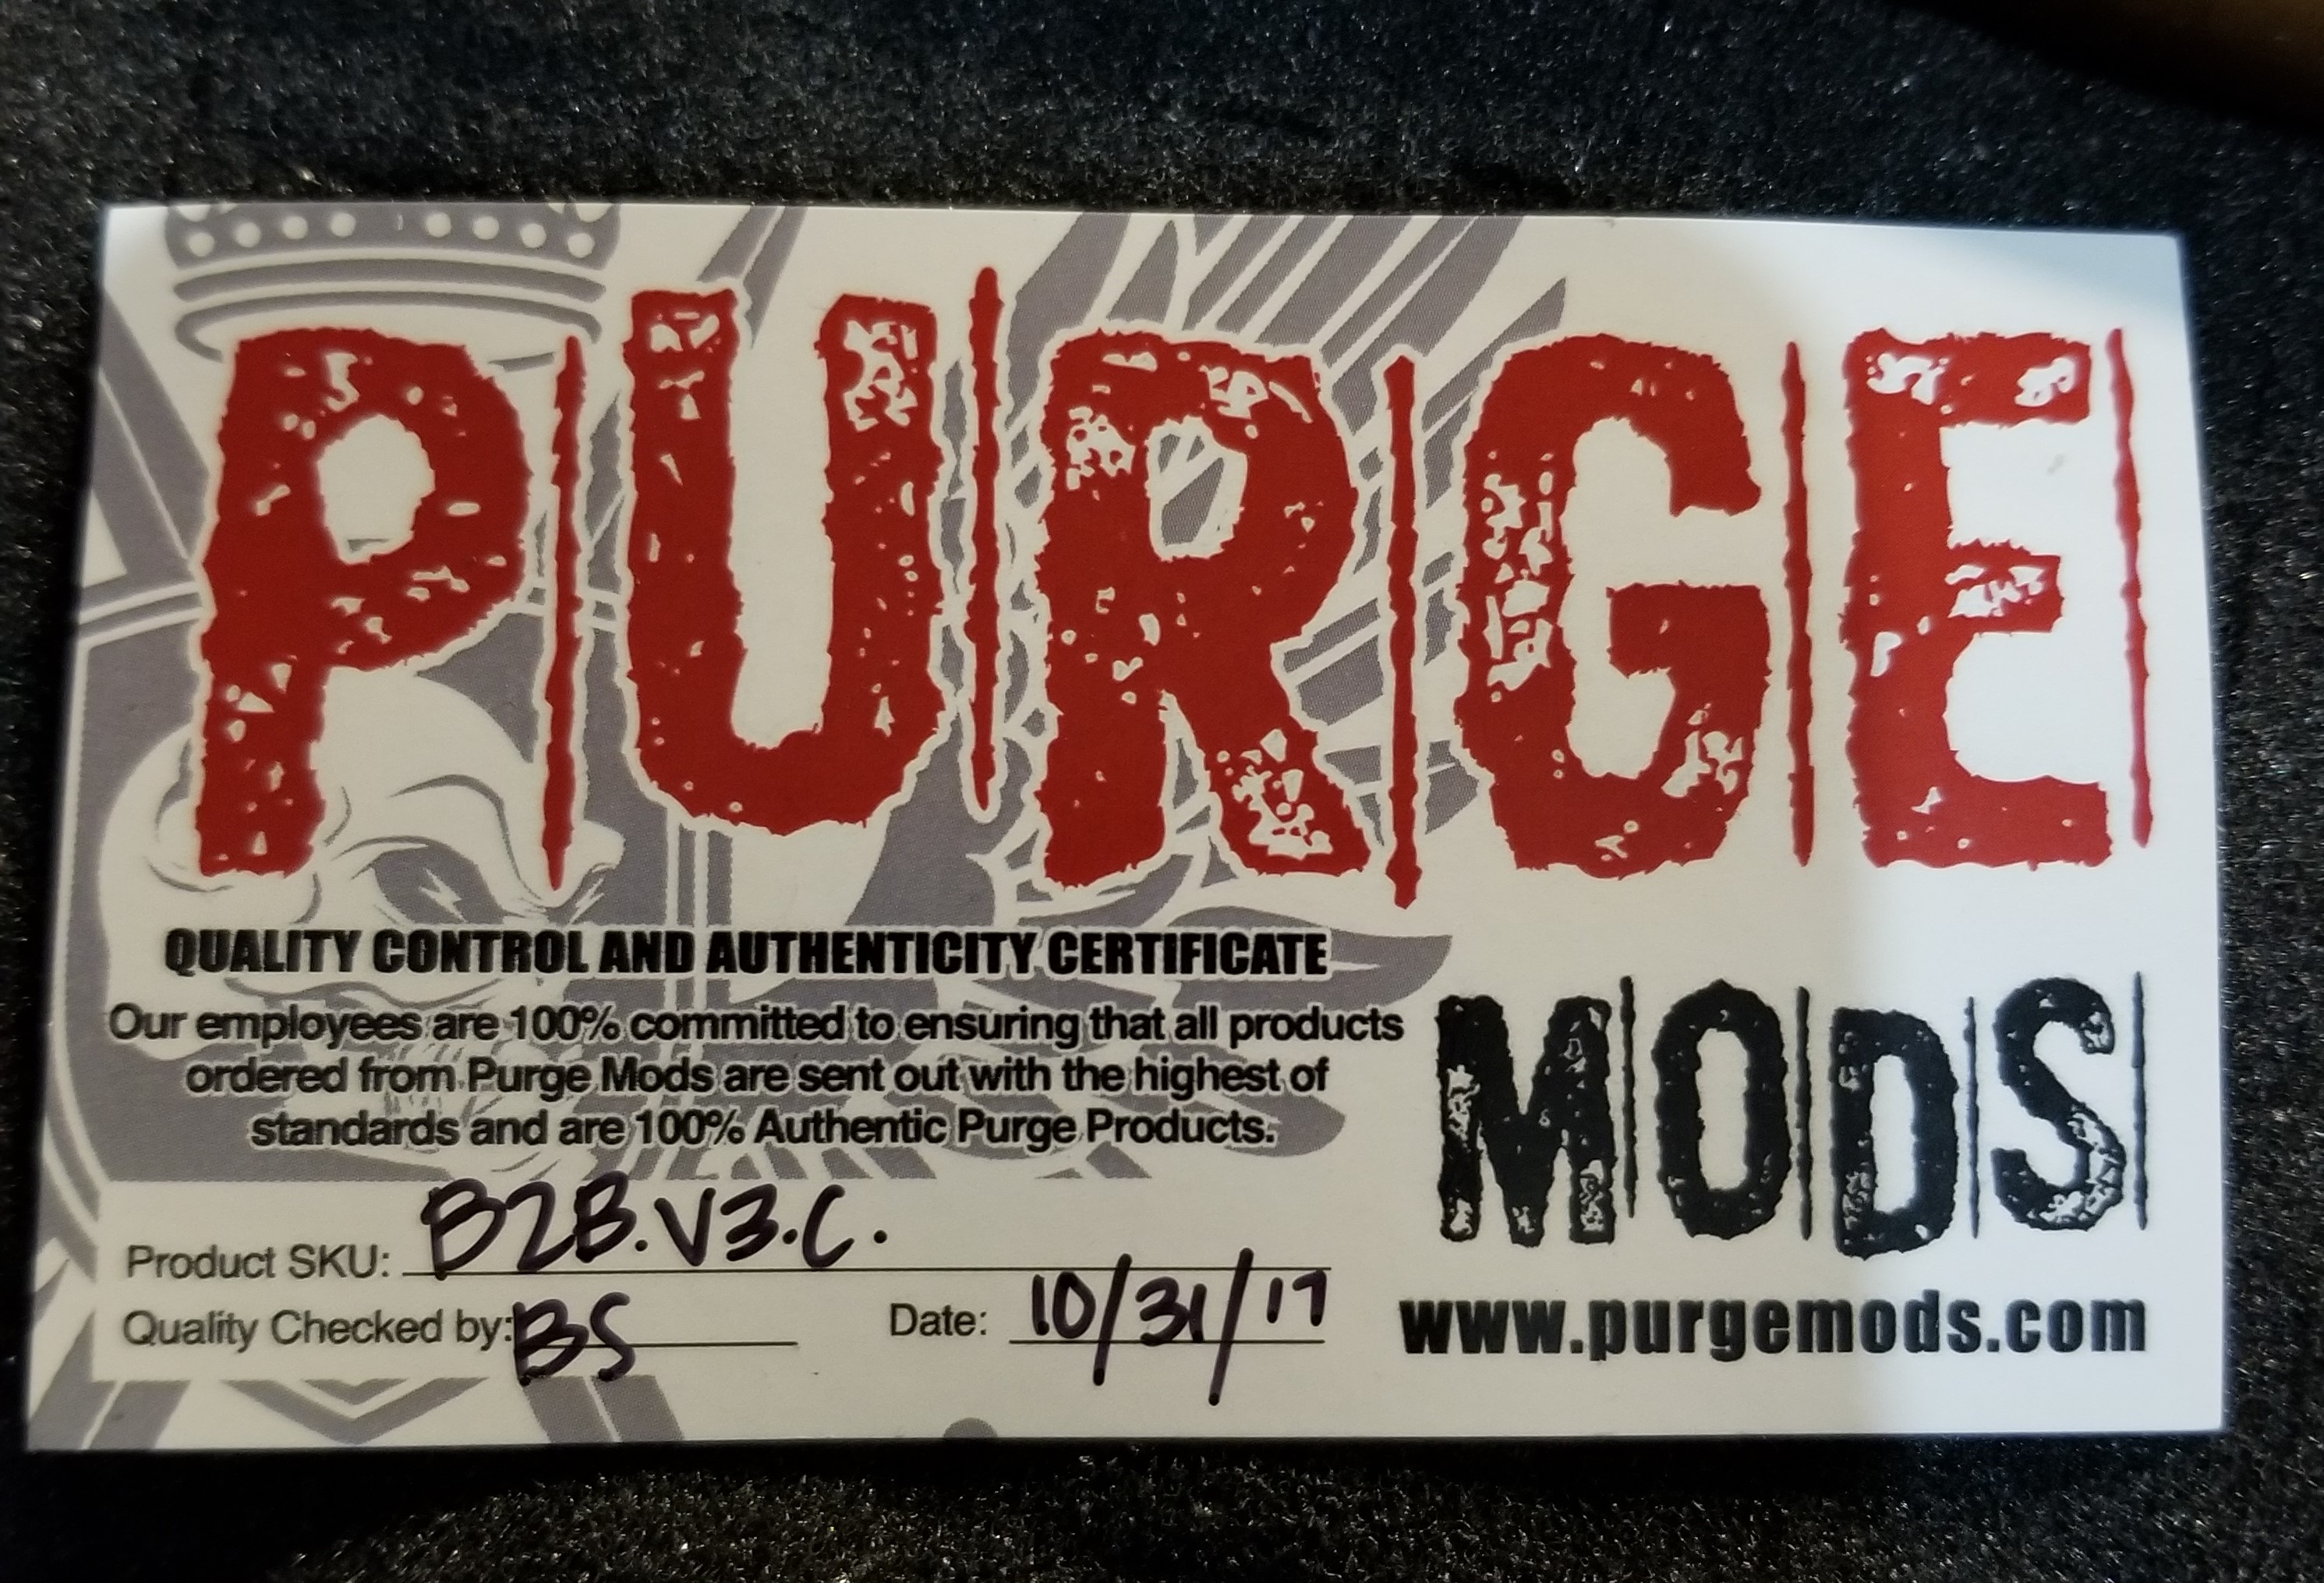 PURGE
MODS
QUALITY CONTROL AND AUTHENTICITY CERTIFICATE
Our employees are 100% committed to ensuring that all products
ordered from Purge Mods are sent out with the highest of
standards and are 100% Authentic Purge Products.
Product SKU: B2B.V3.C.
Quality Checked by: BS Date: 10/31/17
www.purgemods.com